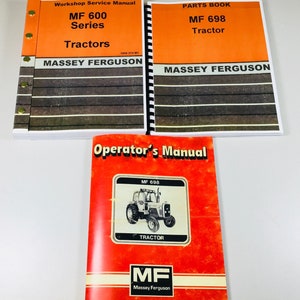 Workshop Service Manual
MF 600
Series
Tractors
MASSEY FERGUSON
PARTS BOOK
MF 698
Tractor
MASSEY FERGUSON
Operator's Manual
MF 698
TRACTOR
MF
Massey Ferguson